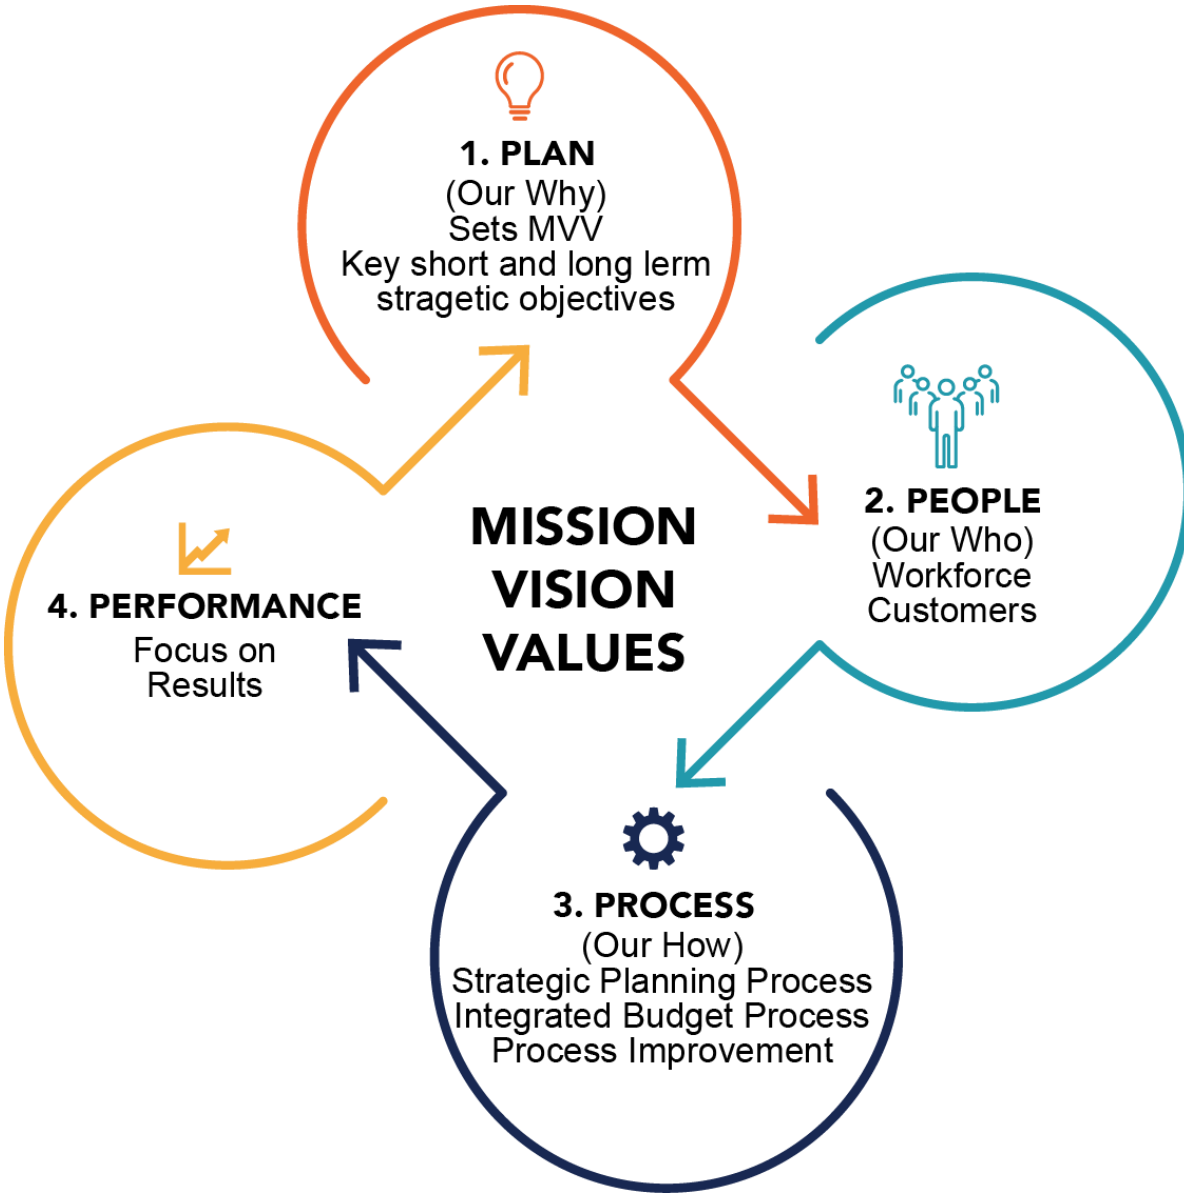 1. PLAN
(Our Why)
Sets MVV
Key short and long lerm
stragetic objectives
2. PEOPLE
(Our Who)
Workforce
Customers
MISSION
VISION
VALUES
3. PROCESS
(Our How)
Strategic Planning Process
Integrated Budget Process
Process Improvement
4. PERFORMANCE
Focus on
Results